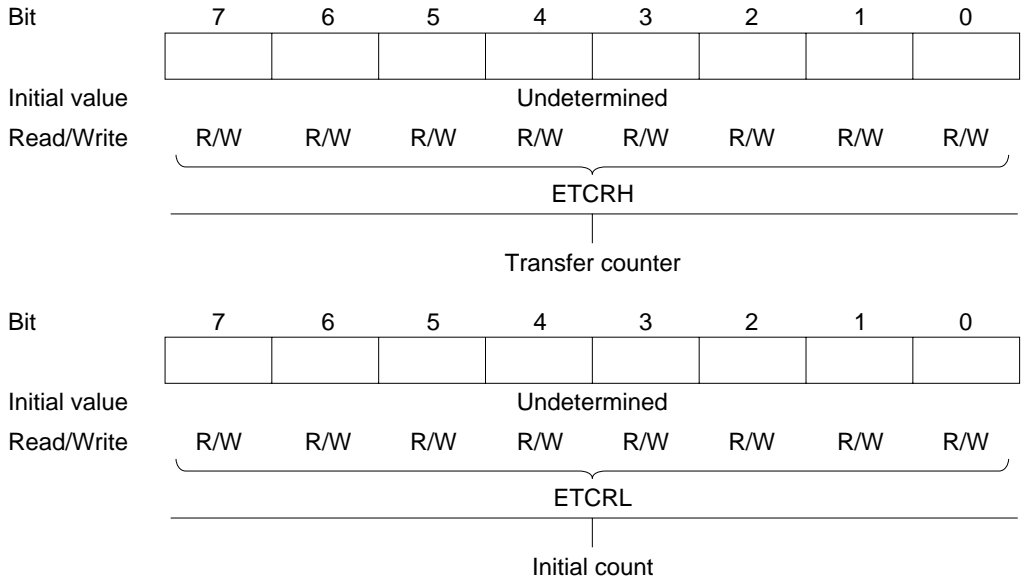 Bit 7 6 5 4 3 2 1 0
Initial value Undetermined
Read/Write R/W R/W R/W R/W R/W R/W R/W R/W
ETCRH
Transfer counter
Bit 7 6 5 4 3 2 1 0
Initial value Undetermined
Read/Write R/W R/W R/W R/W R/W R/W R/W R/W
ETCRL
Initial count